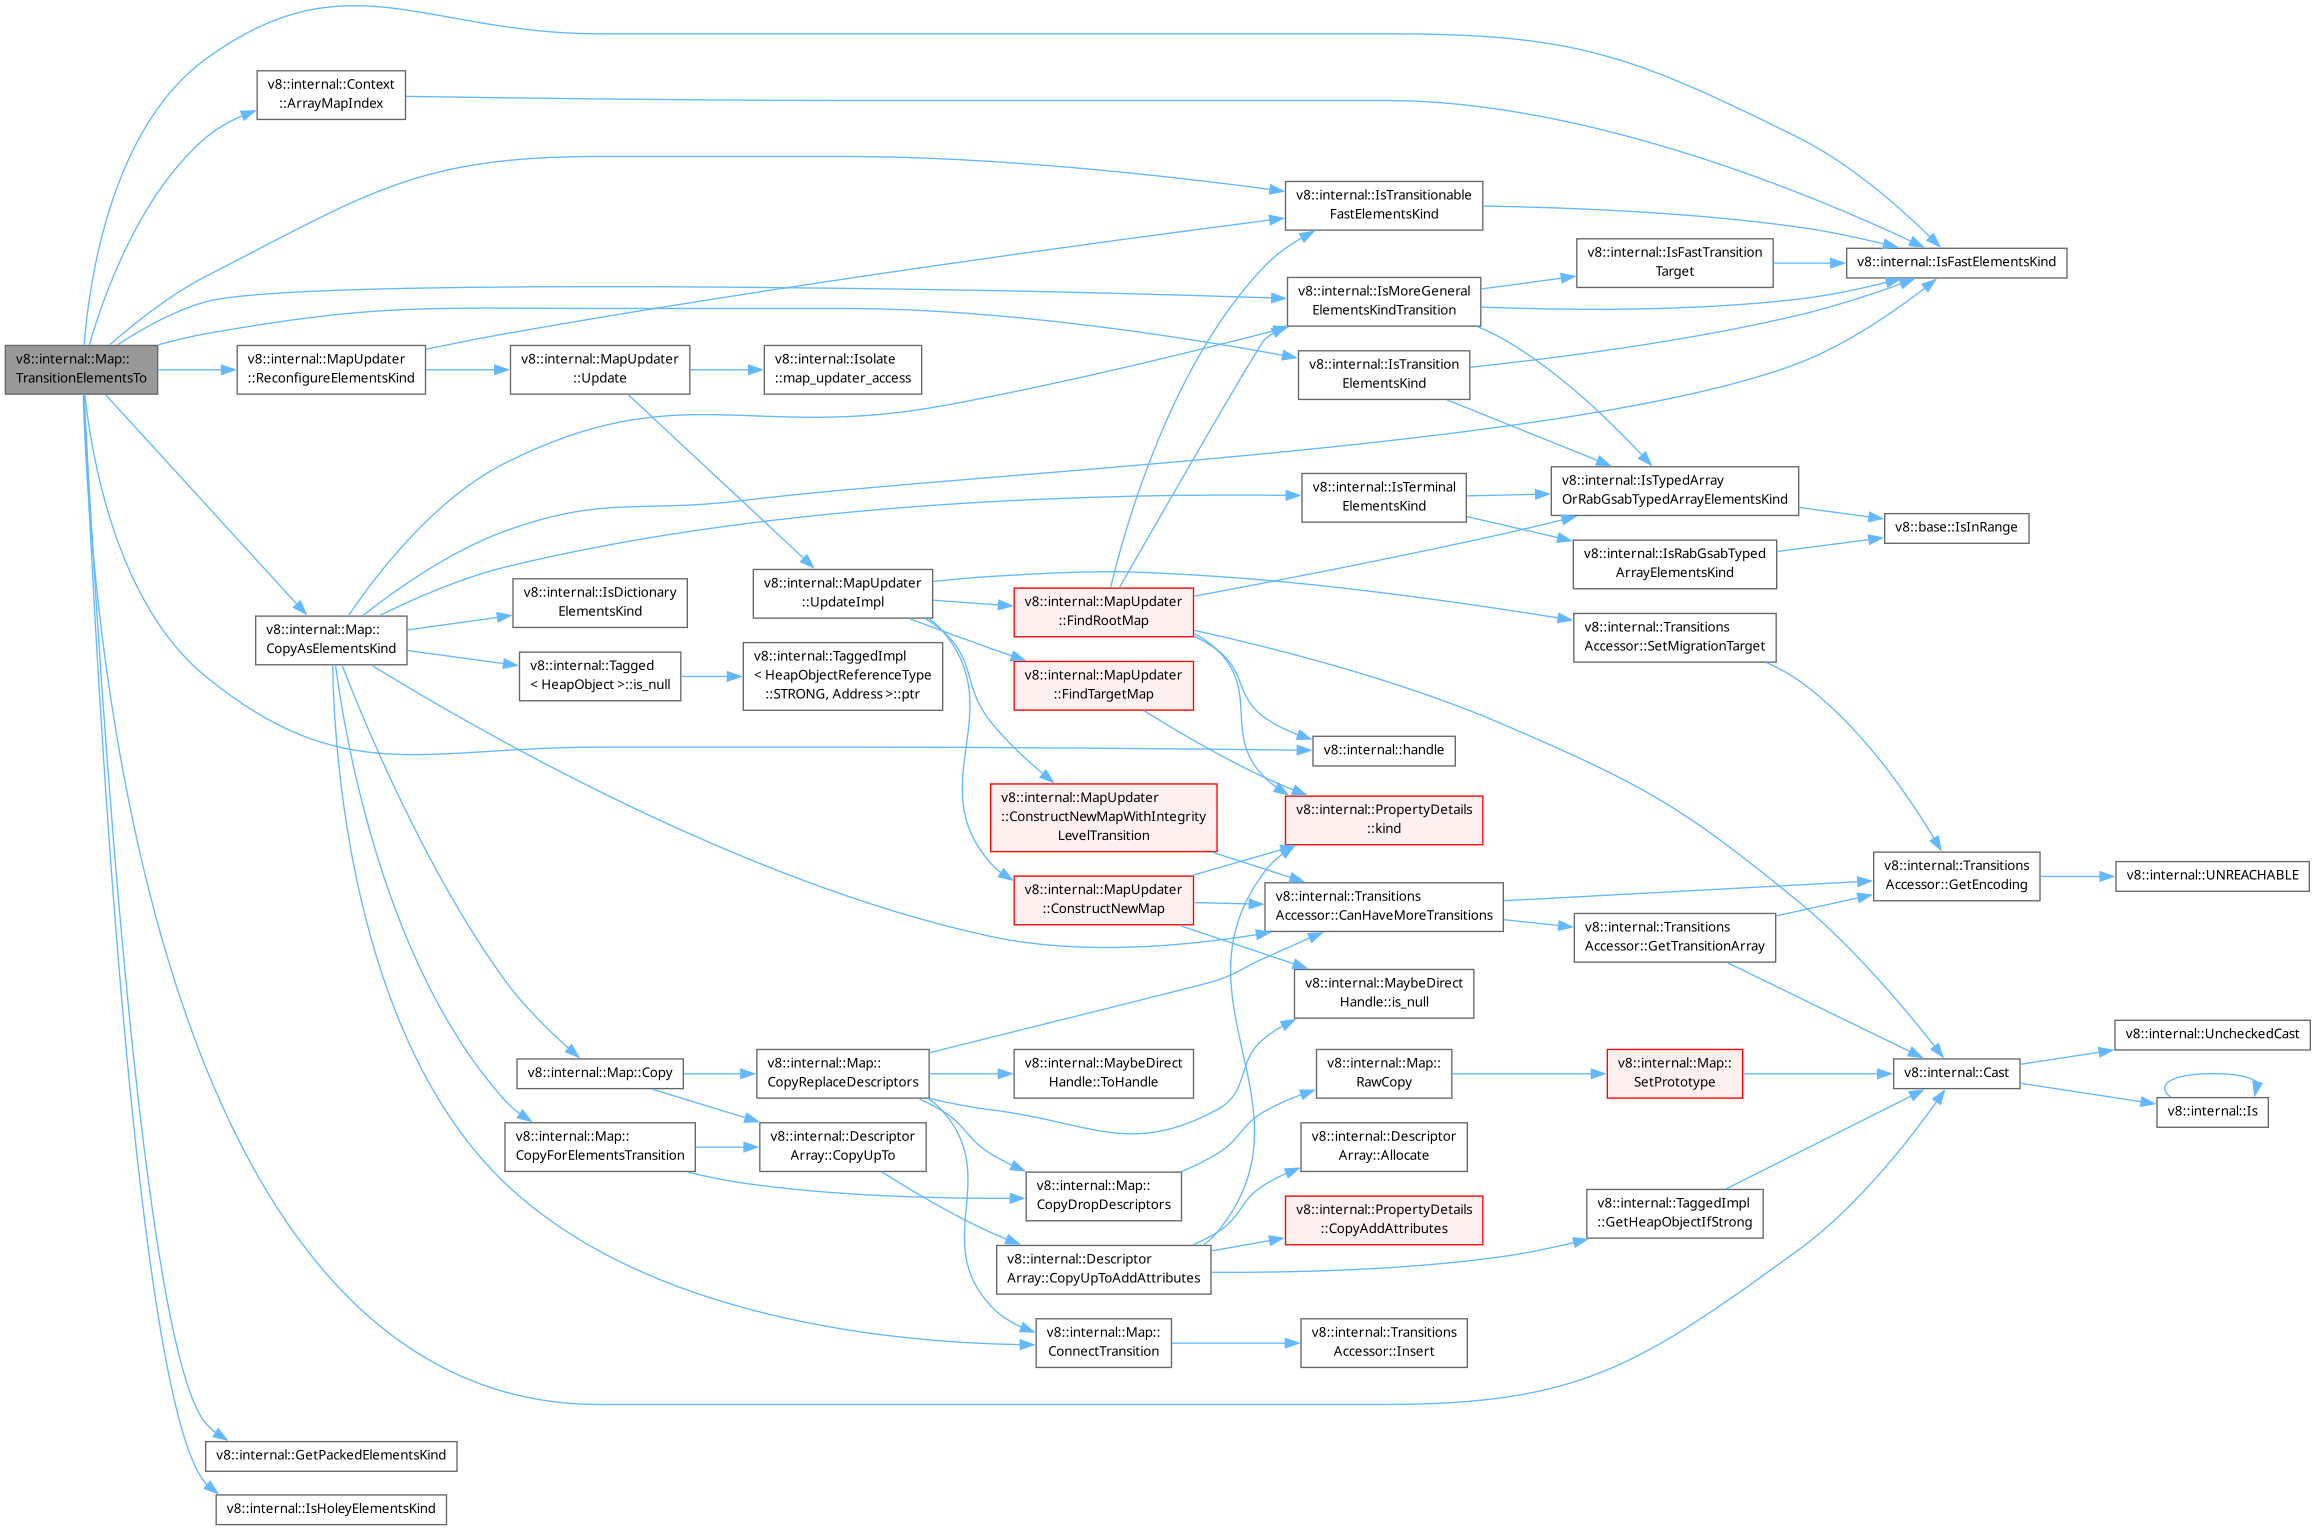 v8::internal::Map::
TransitionElementsTo
v8::internal::Context
::ArrayMapIndex
v8::internal::MapUpdater
::ReconfigureElementsKind
v8::internal::Map::
CopyAsElementsKind
v8::internal::GetPackedElementsKind
v8::internal::IsHoleyElementsKind
v8::internal::MapUpdater
::Update
v8::internal::IsDictionary
ElementsKind
v8::internal::Tagged
< HeapObject >::is_null
v8::internal::Map::Copy
v8::internal::Map::
CopyForElementsTransition
v8::internal::Isolate
::map_updater_access
v8::internal::MapUpdater
::UpdateImpl
v8::internal::TaggedImpl
< HeapObjectReferenceType
::STRONG, Address >::ptr
v8::internal::Map::
CopyReplaceDescriptors
v8::internal::Descriptor
Array::CopyUpTo
v8::internal::MapUpdater
::FindRootMap
v8::internal::MapUpdater
::FindTargetMap
v8::internal::MapUpdater
::ConstructNewMapWithIntegrity
LevelTransition
v8::internal::MapUpdater
::ConstructNewMap
v8::internal::MaybeDirect
Handle::ToHandle
v8::internal::Map::
CopyDropDescriptors
v8::internal::Descriptor
Array::CopyUpToAddAttributes
v8::internal::Map::
ConnectTransition
v8::internal::IsTransitionable
FastElementsKind
v8::internal::IsMoreGeneral
ElementsKindTransition
v8::internal::IsTransition
ElementsKind
v8::internal::IsTerminal
ElementsKind
v8::internal::handle
v8::internal::PropertyDetails
::kind
v8::internal::Transitions
Accessor::CanHaveMoreTransitions
v8::internal::MaybeDirect
Handle::is_null
v8::internal::Map::
RawCopy
v8::internal::Descriptor
Array::Allocate
v8::internal::PropertyDetails
::CopyAddAttributes
v8::internal::Transitions
Accessor::Insert
v8::internal::IsFastTransition
Target
v8::internal::IsTypedArray
OrRabGsabTypedArrayElementsKind
v8::internal::IsRabGsabTyped
ArrayElementsKind
v8::internal::Transitions
Accessor::SetMigrationTarget
v8::internal::Transitions
Accessor::GetTransitionArray
v8::internal::Map::
SetPrototype
v8::internal::TaggedImpl
::GetHeapObjectIfStrong
v8::internal::IsFastElementsKind
v8::base::IsInRange
v8::internal::Transitions
Accessor::GetEncoding
v8::internal::Cast
v8::internal::UNREACHABLE
v8::internal::UncheckedCast
v8::internal::Is